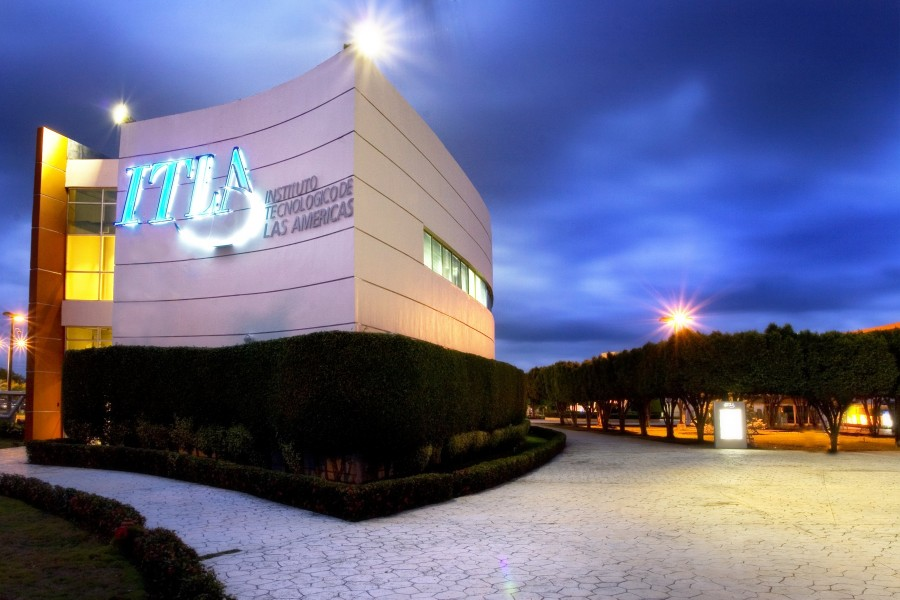 ITLA
INSTITUTO
TECNOLOGICO DE
LAS AMERICAS